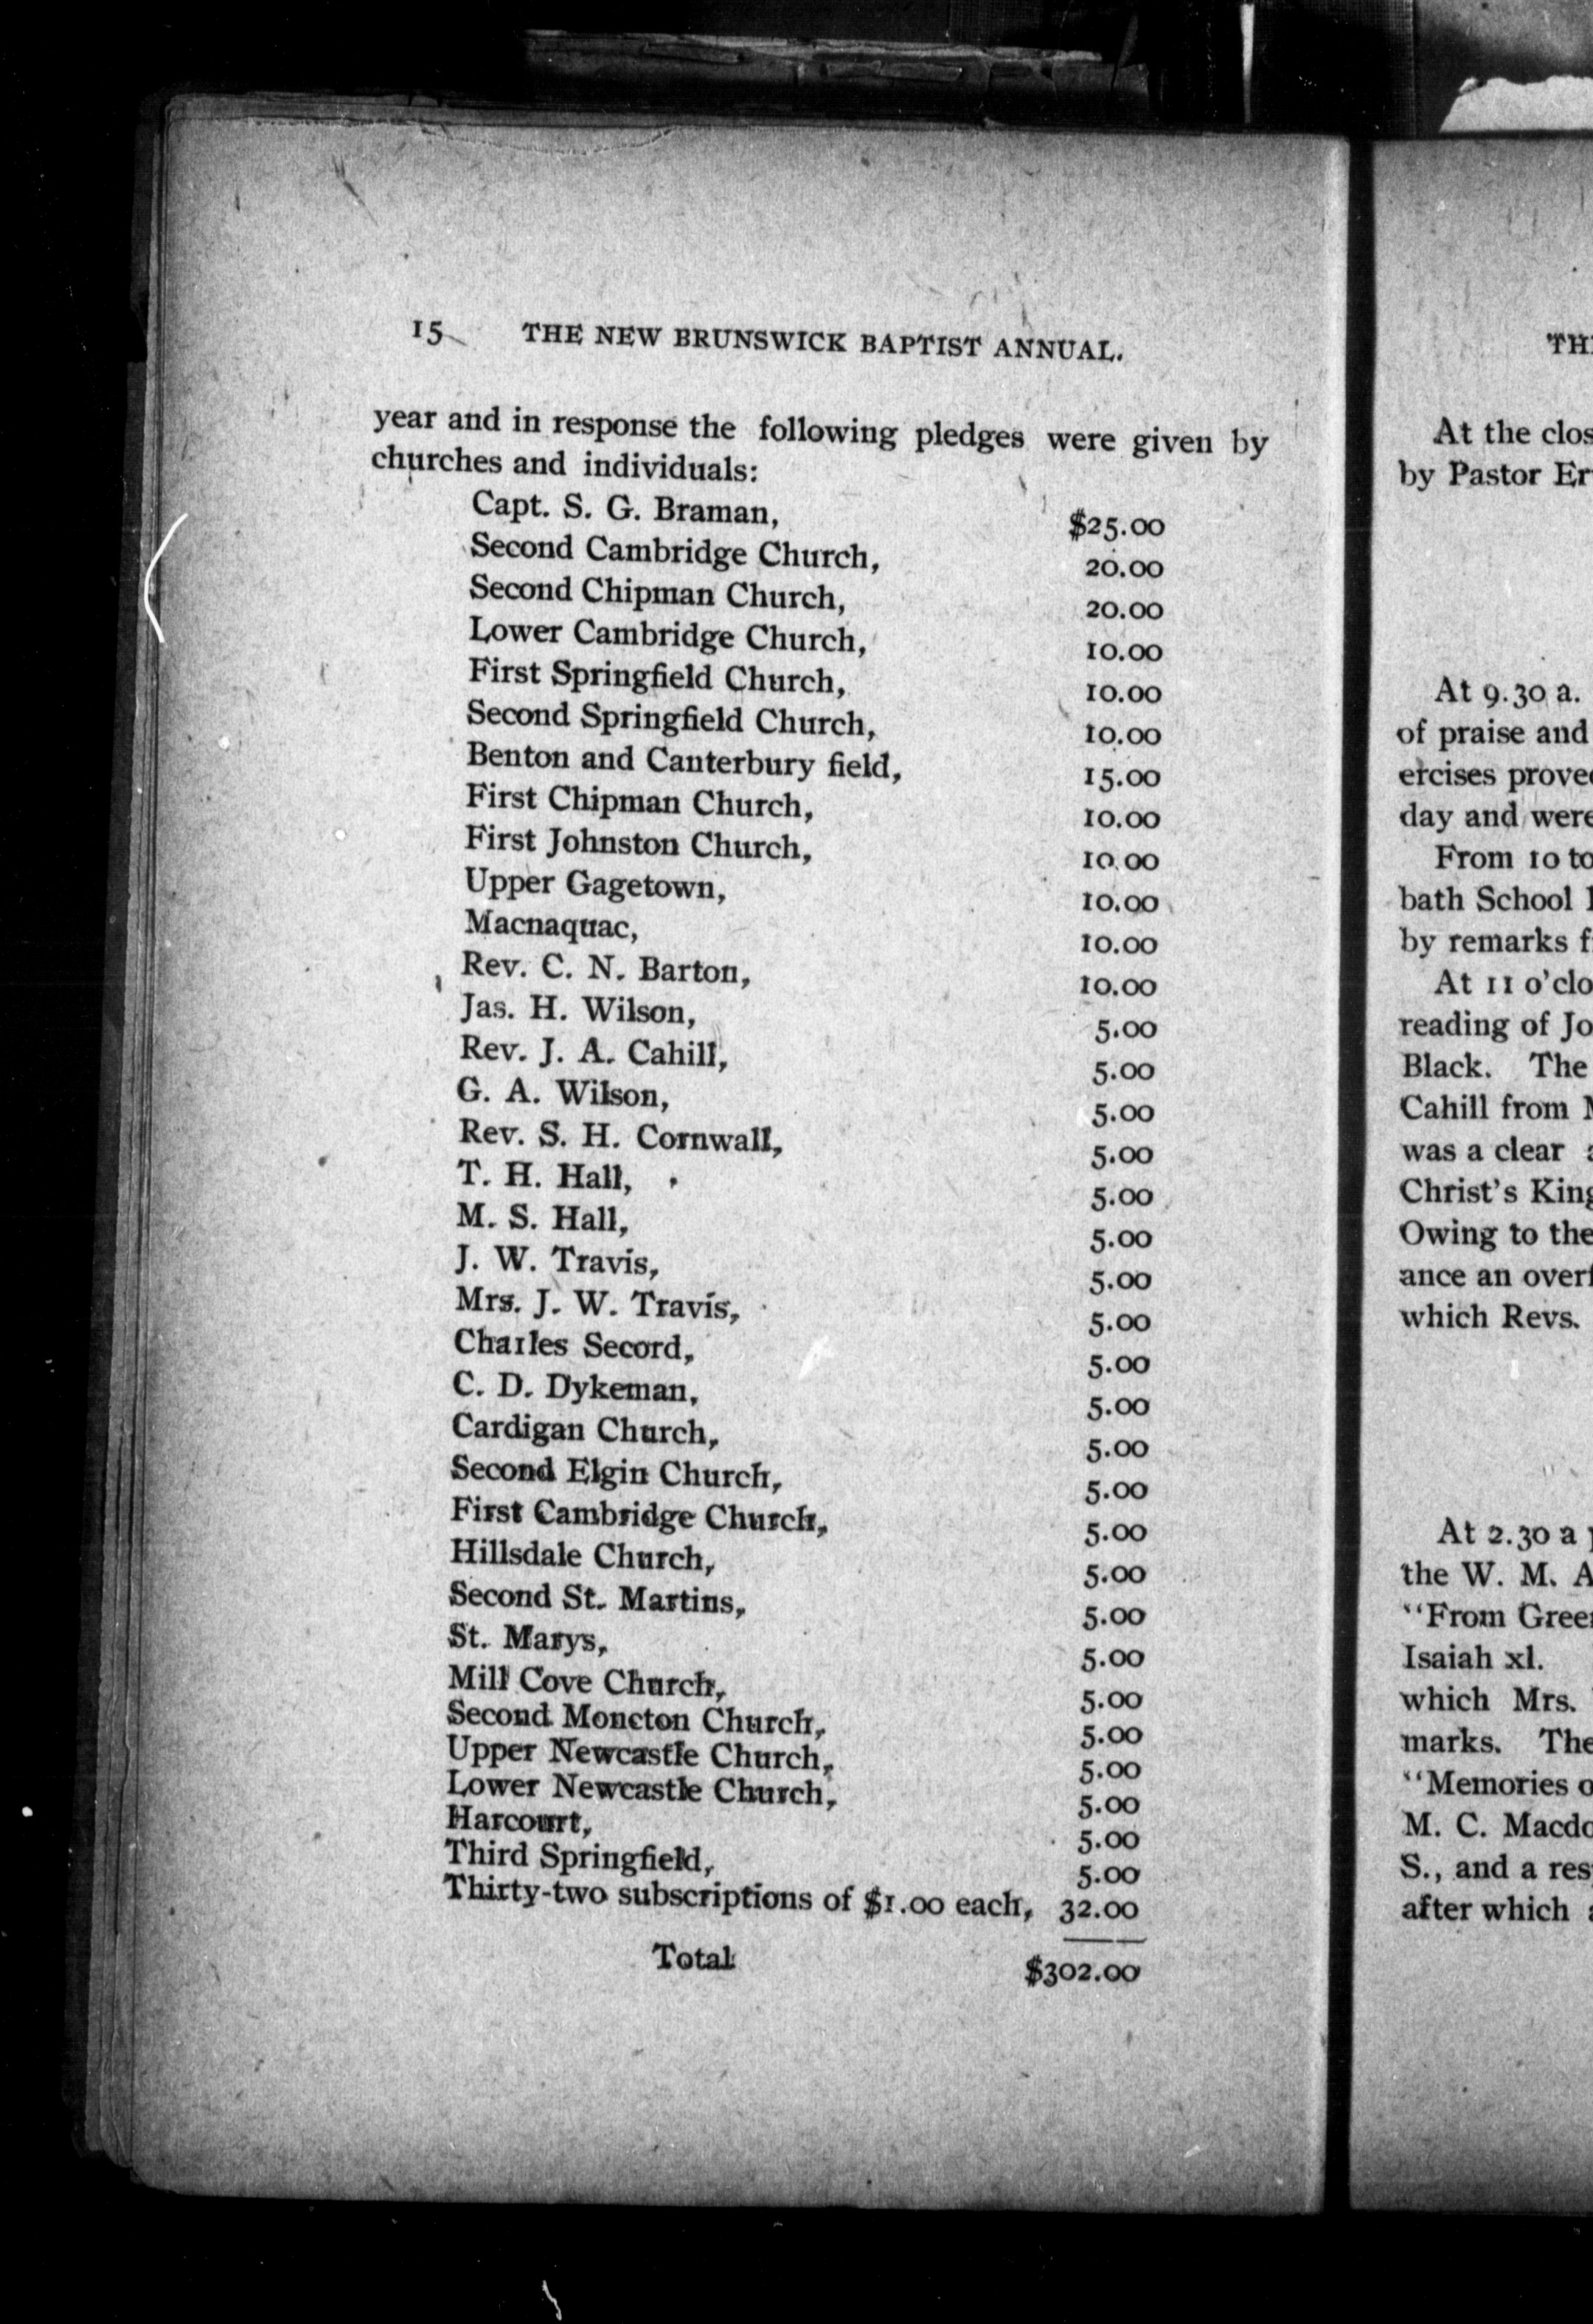 15 THE NEW BRUNSWICK BAPTIST ANNUAL.
year and in response the following pledges were given by
churches and individuals:
Capt. S. G. Braman, $25.00
Second Cambridge Church, 20.00
Second Chipman Church, 20.00
Lower Cambridge Church, 10.00
First Springfield Church, 10.00
Second Springfield Church, 10.00
Benton and Canterbury field, 15.00
First Chipman Church, 10.00
First Johnston Church, 10.00
Upper Gagetown, 10.00
Macnaquac, 10.00
Rev. C. N. Barton, 10.00
Jas. H. Wilson, 5.00
Rev. J. A. Cahill, 5.00
G. A. Wilson, 5.00
Rev. S. H. Cornwall, 5.00
T. H. Hall, 5.00
M. S. Hall, 5.00
J. W. Travis, 5.00
Mrs. J. W. Travis, 5.00
Charles Secord, 5.00
C. D. Dykeman, 5.00
Cardigan Church, 5.00
Second Elgin Church, 5.00
First Cambridge Church, 5.00
Hillsdale Church, 5.00
Second St. Martins, 5.00
St. Marys, 5.00
Mill Cove Church, 5.00
Second Moncton Church, 5.00
Upper Newcastle Church, 5.00
Lower Newcastle Church, 5.00
Harcourt, 5.00
Third Springfield, 5.00
Thirty-two subscriptions of $1.00 each, 32.00
Total $302.00
TH
At the clos
by Pastor Er
At 9.30 a.
of praise and
ercises prove
day and were
From 10 to
bath School
by remarks f
At 11 o'clo
reading of Jo
Black. The
Cahill from
was a clear
Christ's King
Owing to the
ance an overf
which Revs.
At 2.30 a
the W. M. A
"From Gree
Isaiah xl.
which Mrs.
marks. The
"Memories o
M. C. Macdo
S., and a res
after which